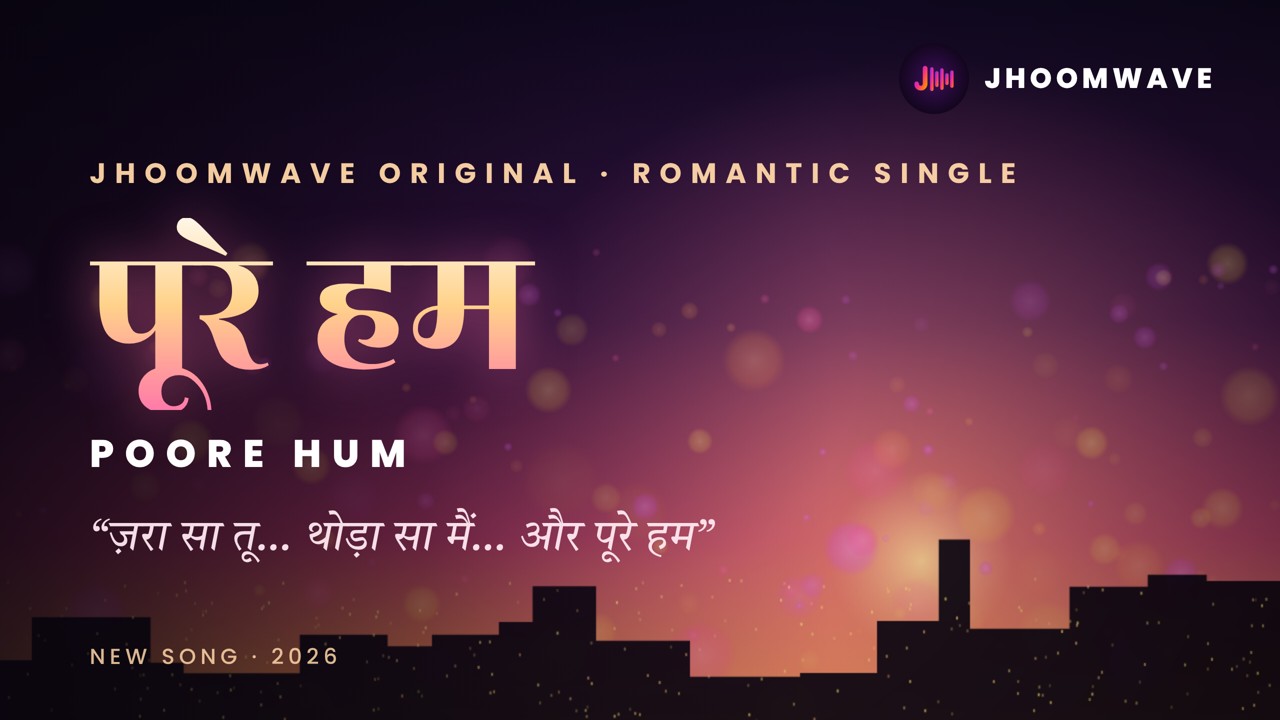 JHOOMWAVE
JHOOMWAVE ORIGINAL · ROMANTIC SINGLE
पूरे हम
POORE HUM
“ज़रा सा तू... थोड़ा सा मैं... और पूरे हम”
NEW SONG · 2026